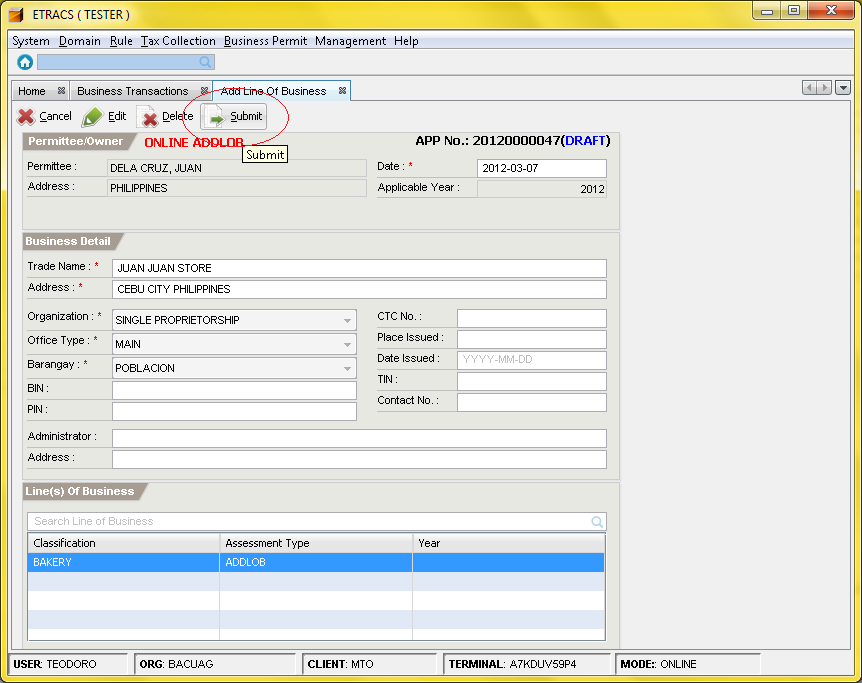 ETRACS ( TESTER )
System Domain Rule Tax Collection Business Permit Management Help
Home Business Transactions Add Line Of Business
Cancel Edit Delete Submit
Submit
Permittee/Owner ONLINE ADDLOB APP No.: 20120000047(DRAFT)
Permittee : DELA CRUZ, JUAN Date : * 2012-03-07
Address : PHILIPPINES Applicable Year : 2012
Business Detail
Trade Name : * JUAN JUAN STORE
Address : * CEBU CITY PHILIPPINES
Organization : * SINGLE PROPRIETORSHIP CTC No. :
Office Type : * MAIN Place Issued :
Barangay : * POBLACION Date Issued : YYYY-MM-DD
BIN : TIN :
PIN : Contact No. :
Administrator :
Address :
Line(s) Of Business
Search Line of Business
Classification Assessment Type Year
BAKERY ADDLOB
USER: TEODORO ORG: BACUAG CLIENT: MTO TERMINAL: A7KDUV59P4 MODE:: ONLINE